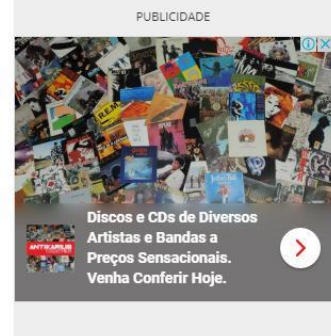 PUBLICIDADE
R.E.M.
Discos e CDs de Diversos
Artistas e Bandas a
Preços Sensacionais.
Venha Conferir Hoje.